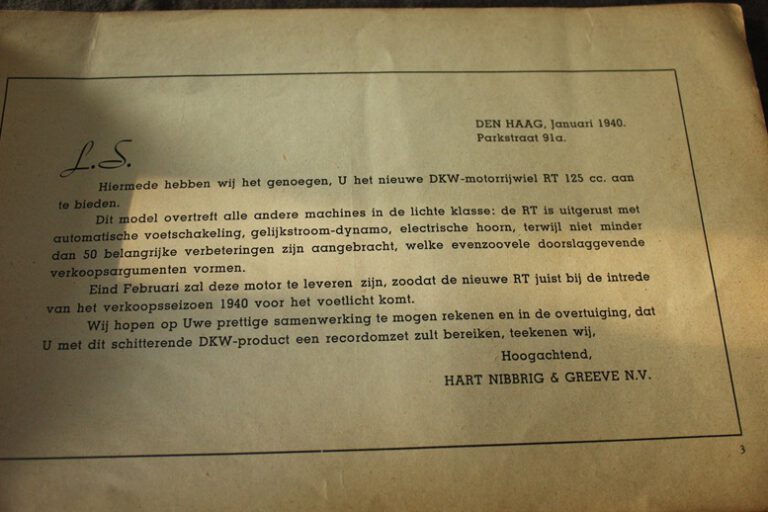 DEN HAAG, Januari 1940.
Parkstraat 91a.
L.S.
Hiermede hebben wij het genoegen, U het nieuwe DKW-motorrijwiel RT 125 cc. aan
te bieden.
Dit model overtreft alle andere machines in de lichte klasse: de RT is uitgerust met
automatische voetschakeling, gelijkstroom-dynamo, electrische hoorn, terwijl niet minder
dan 50 belangrijke verbeteringen zijn aangebracht, welke evenzoovele doorslaggevende
verkoopsargumenten vormen.
Eind Februari zal deze motor te leveren zijn, zoodat de nieuwe RT juist bij de intrede
van het verkoopsseizoen 1940 voor het voetlicht komt.
Wij hopen op Uwe prettige samenwerking te mogen rekenen en in de overtuiging, dat
U met dit schitterende DKW-product een recordomzet zult bereiken, teekenen wij,
Hoogachtend,
HART NIBBRIG & GREEVE N.V.
3